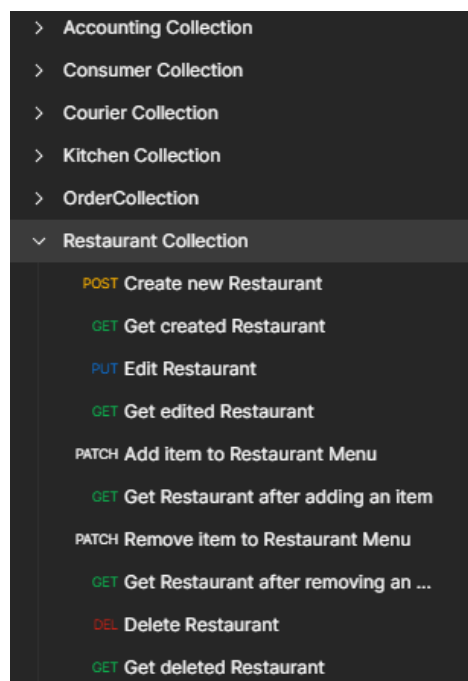 Accounting Collection
Consumer Collection
Courier Collection
Kitchen Collection
OrderCollection
Restaurant Collection
POST Create new Restaurant
GET Get created Restaurant
PUT Edit Restaurant
GET Get edited Restaurant
PATCH Add item to Restaurant Menu
GET Get Restaurant after adding an item
PATCH Remove item to Restaurant Menu
GET Get Restaurant after removing an ...
DEL Delete Restaurant
GET Get deleted Restaurant